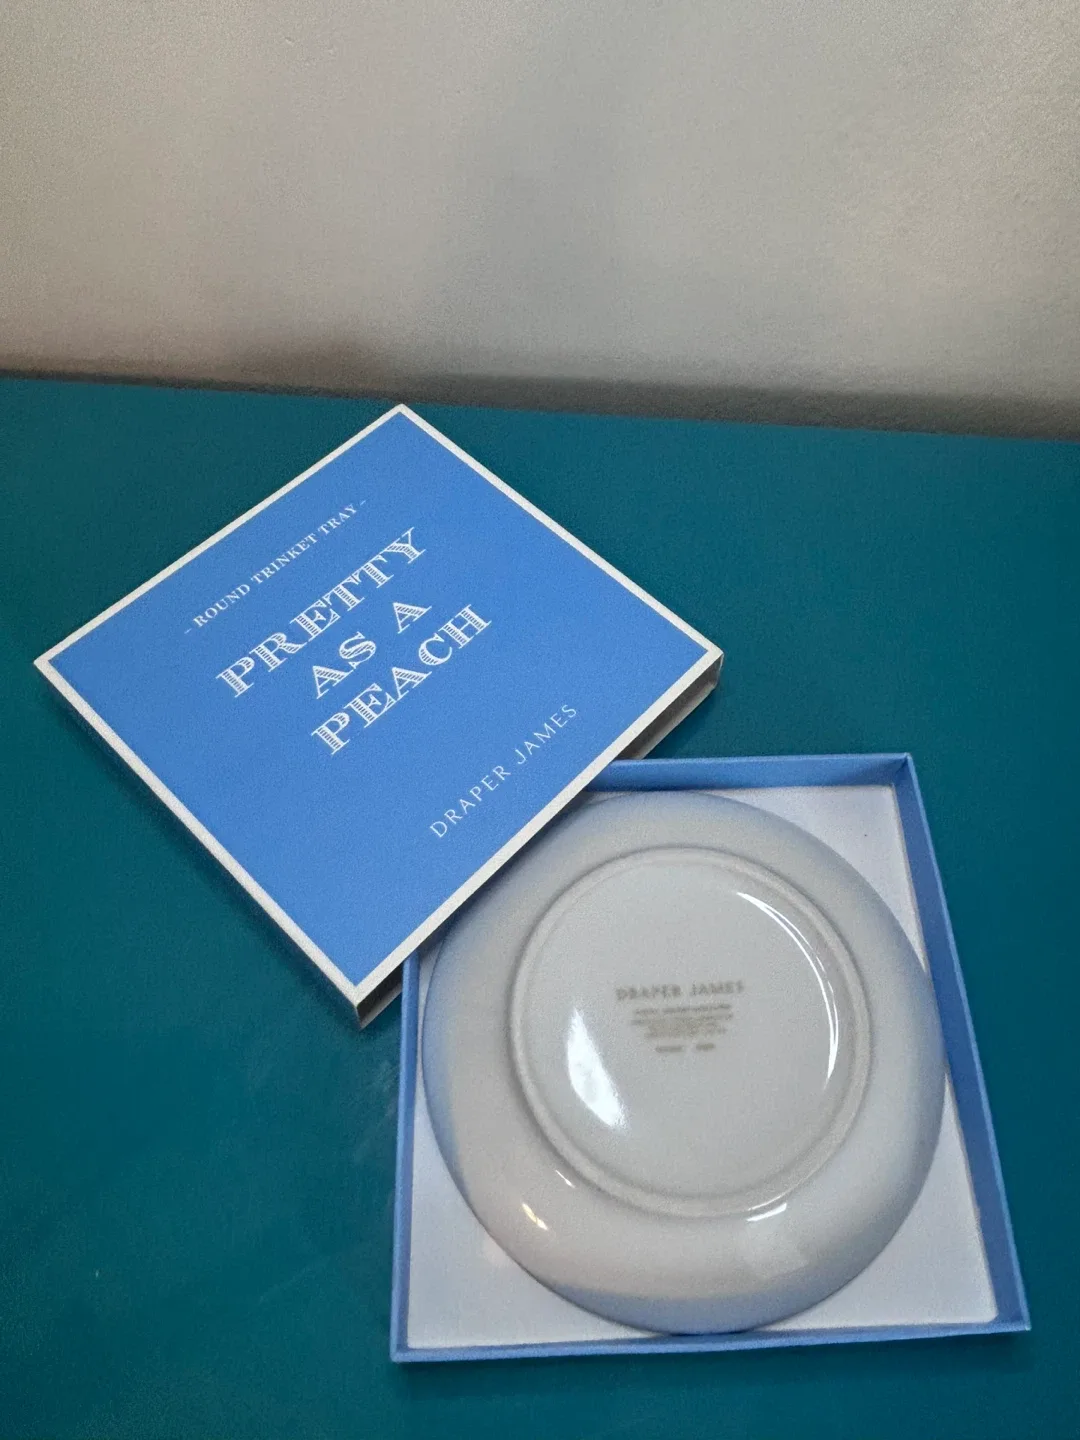 - ROUND TRINKET TRAY -
PRETTY
AS A
PEACH
DRAPER JAMES
DRAPER JAMES